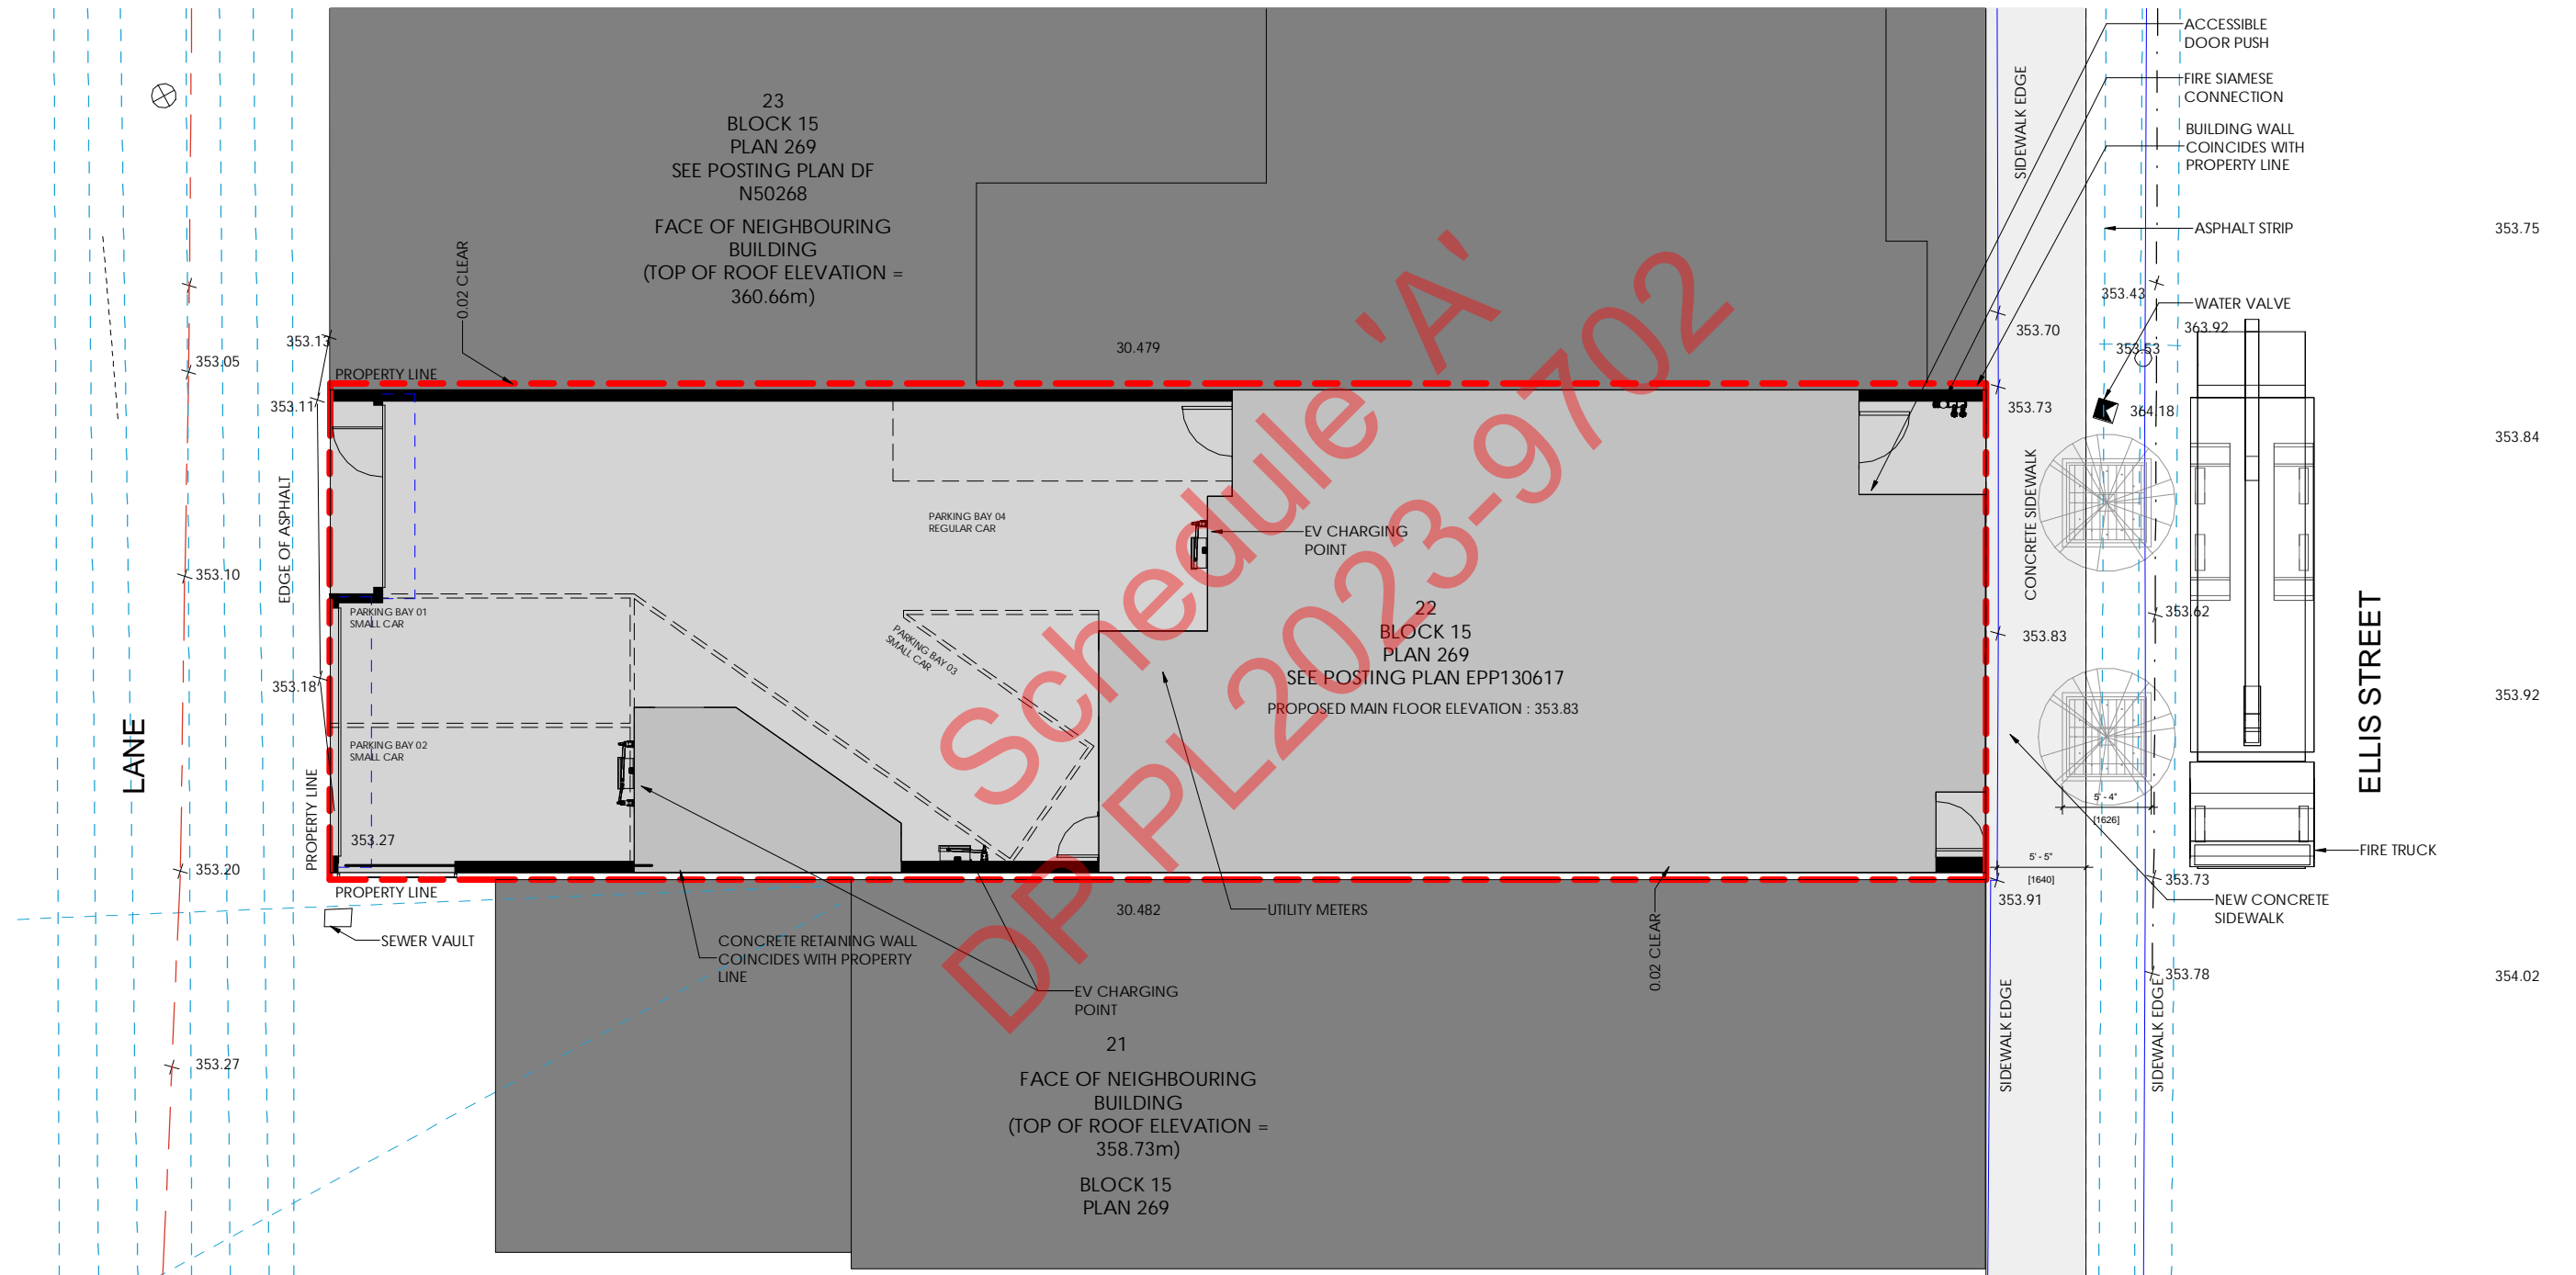 ACCESSIBLE
DOOR PUSH
FIRE SIAMESE
CONNECTION
BUILDING WALL
COINCIDES WITH
PROPERTY LINE
ASPHALT STRIP
WATER VALVE
SIDEWALK EDGE
23
BLOCK 15
PLAN 269
SEE POSTING PLAN DF
N50268
FACE OF NEIGHBOURING
BUILDING
(TOP OF ROOF ELEVATION =
360.66m)
0.02 CLEAR
30.479
PROPERTY LINE
353.13
353.05
353.11
353.10
353.18
353.20
353.27
353.27
EDGE OF ASPHALT
LANE
PROPERTY LINE
PROPERTY LINE
PARKING BAY 01
SMALL CAR
PARKING BAY 02
SMALL CAR
PARKING BAY 03
SMALL CAR
PARKING BAY 04
REGULAR CAR
EV CHARGING
POINT
22
BLOCK 15
PLAN 269
SEE POSTING PLAN EPP130617
PROPOSED MAIN FLOOR ELEVATION : 353.83
Schedule 'A'
DP PL2023-9702
353.75
353.43
363.92
353.53
353.70
353.73
364.18
353.84
CONCRETE SIDEWALK
353.62
353.83
353.92
ELLIS STREET
5' - 4"
[1626]
5' - 5"
[1640]
FIRE TRUCK
353.73
353.91
NEW CONCRETE
SIDEWALK
353.78
354.02
SIDEWALK EDGE
SIDEWALK EDGE
SEWER VAULT
CONCRETE RETAINING WALL
COINCIDES WITH PROPERTY
LINE
30.482
UTILITY METERS
0.02 CLEAR
EV CHARGING
POINT
21
FACE OF NEIGHBOURING
BUILDING
(TOP OF ROOF ELEVATION =
358.73m)
BLOCK 15
PLAN 269